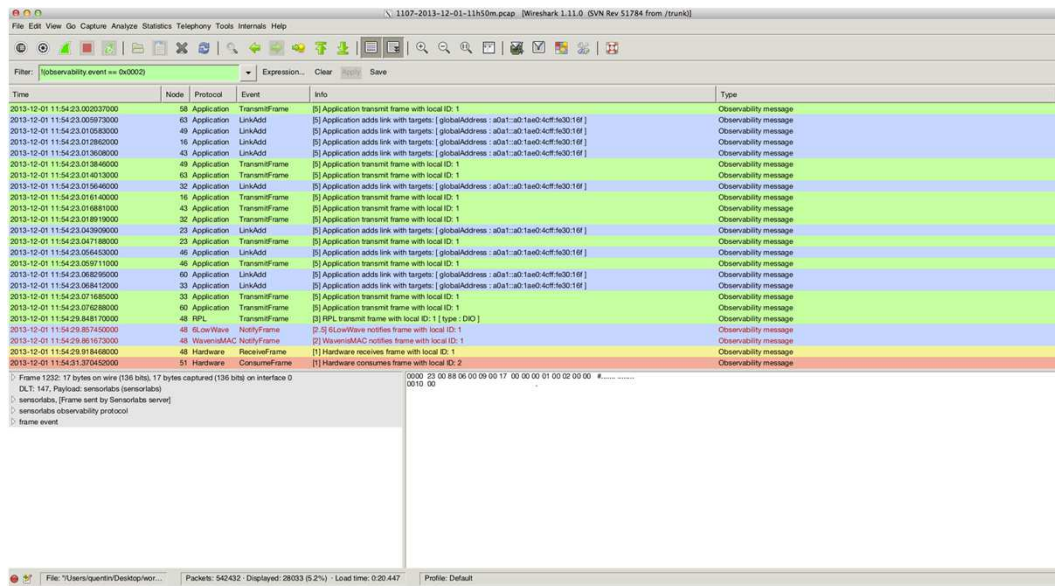 1107-2013-12-01-11h50m.pcap [Wireshark 1.11.0 (SVN Rev 51784 from /trunk)]
File Edit View Go Capture Analyze Statistics Telephony Tools Internals Help
Filter: !(observability.event == 0x0002) Expression... Clear Apply Save
Time Node Protocol Event Info Type
2013-12-01 11:54:23.002037000 58 Application TransmitFrame [5] Application transmit frame with local ID: 1 Observability message
2013-12-01 11:54:23.005973000 63 Application LinkAdd [5] Application adds link with targets: [ globalAddress : a0a1::a0:1ae0:4cff:fe30:16f ] Observability message
2013-12-01 11:54:23.010583000 49 Application LinkAdd [5] Application adds link with targets: [ globalAddress : a0a1::a0:1ae0:4cff:fe30:16f ] Observability message
2013-12-01 11:54:23.012862000 16 Application LinkAdd [5] Application adds link with targets: [ globalAddress : a0a1::a0:1ae0:4cff:fe30:16f ] Observability message
2013-12-01 11:54:23.013608000 43 Application LinkAdd [5] Application adds link with targets: [ globalAddress : a0a1::a0:1ae0:4cff:fe30:16f ] Observability message
2013-12-01 11:54:23.013846000 49 Application TransmitFrame [5] Application transmit frame with local ID: 1 Observability message
2013-12-01 11:54:23.014013000 63 Application TransmitFrame [5] Application transmit frame with local ID: 1 Observability message
2013-12-01 11:54:23.015646000 32 Application LinkAdd [5] Application adds link with targets: [ globalAddress : a0a1::a0:1ae0:4cff:fe30:16f ] Observability message
2013-12-01 11:54:23.016140000 16 Application TransmitFrame [5] Application transmit frame with local ID: 1 Observability message
2013-12-01 11:54:23.016881000 43 Application TransmitFrame [5] Application transmit frame with local ID: 1 Observability message
2013-12-01 11:54:23.018919000 32 Application TransmitFrame [5] Application transmit frame with local ID: 1 Observability message
2013-12-01 11:54:23.043909000 23 Application LinkAdd [5] Application adds link with targets: [ globalAddress : a0a1::a0:1ae0:4cff:fe30:16f ] Observability message
2013-12-01 11:54:23.047188000 23 Application TransmitFrame [5] Application transmit frame with local ID: 1 Observability message
2013-12-01 11:54:23.056453000 46 Application LinkAdd [5] Application adds link with targets: [ globalAddress : a0a1::a0:1ae0:4cff:fe30:16f ] Observability message
2013-12-01 11:54:23.059711000 46 Application TransmitFrame [5] Application transmit frame with local ID: 1 Observability message
2013-12-01 11:54:23.068295000 60 Application LinkAdd [5] Application adds link with targets: [ globalAddress : a0a1::a0:1ae0:4cff:fe30:16f ] Observability message
2013-12-01 11:54:23.068412000 33 Application LinkAdd [5] Application adds link with targets: [ globalAddress : a0a1::a0:1ae0:4cff:fe30:16f ] Observability message
2013-12-01 11:54:23.071685000 33 Application TransmitFrame [5] Application transmit frame with local ID: 1 Observability message
2013-12-01 11:54:23.076288000 60 Application TransmitFrame [5] Application transmit frame with local ID: 1 Observability message
2013-12-01 11:54:29.848170000 48 RPL TransmitFrame [3] RPL transmit frame with local ID: 1 [ type : DIO ] Observability message
2013-12-01 11:54:29.857450000 48 6LowWave NotifyFrame [2.5] 6LowWave notifies frame with local ID: 1 Observability message
2013-12-01 11:54:29.861673000 48 WavenisMAC NotifyFrame [2] WavenisMAC notifies frame with local ID: 1 Observability message
2013-12-01 11:54:29.918468000 48 Hardware ReceiveFrame [1] Hardware receives frame with local ID: 1 Observability message
2013-12-01 11:54:31.370452000 51 Hardware ConsumeFrame [1] Hardware consumes frame with local ID: 2 Observability message
Frame 1232: 17 bytes on wire (136 bits), 17 bytes captured (136 bits) on interface 0
DLT: 147, Payload: sensorlabs (sensorlabs)
sensorlabs, [Frame sent by Sensorlabs server]
sensorlabs observability protocol
frame event
0000 23 00 88 06 00 09 00 17 00 00 00 01 00 02 00 00 #....... ........
0010 00 .
File: "/Users/quentin/Desktop/wor... Packets: 542432 · Displayed: 28033 (5.2%) · Load time: 0:20.447 Profile: Default